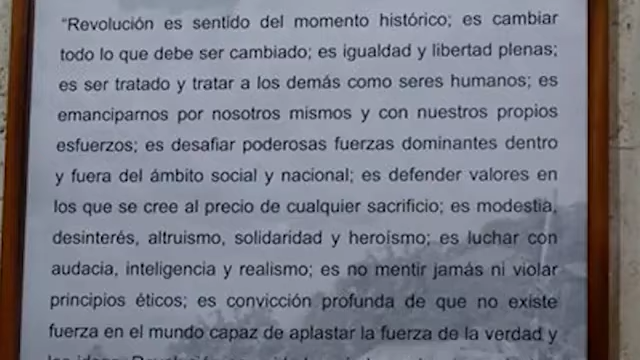 “Revolución es sentido del momento histórico; es cambiar
todo lo que debe ser cambiado; es igualdad y libertad plenas;
es ser tratado y tratar a los demás como seres humanos; es
emanciparnos por nosotros mismos y con nuestros propios
esfuerzos; es desafiar poderosas fuerzas dominantes dentro
y fuera del ámbito social y nacional; es defender valores en
los que se cree al precio de cualquier sacrificio; es modestia,
desinterés, altruismo, solidaridad y heroísmo; es luchar con
audacia, inteligencia y realismo; es no mentir jamás ni violar
principios éticos; es convicción profunda de que no existe
fuerza en el mundo capaz de aplastar la fuerza de la verdad y